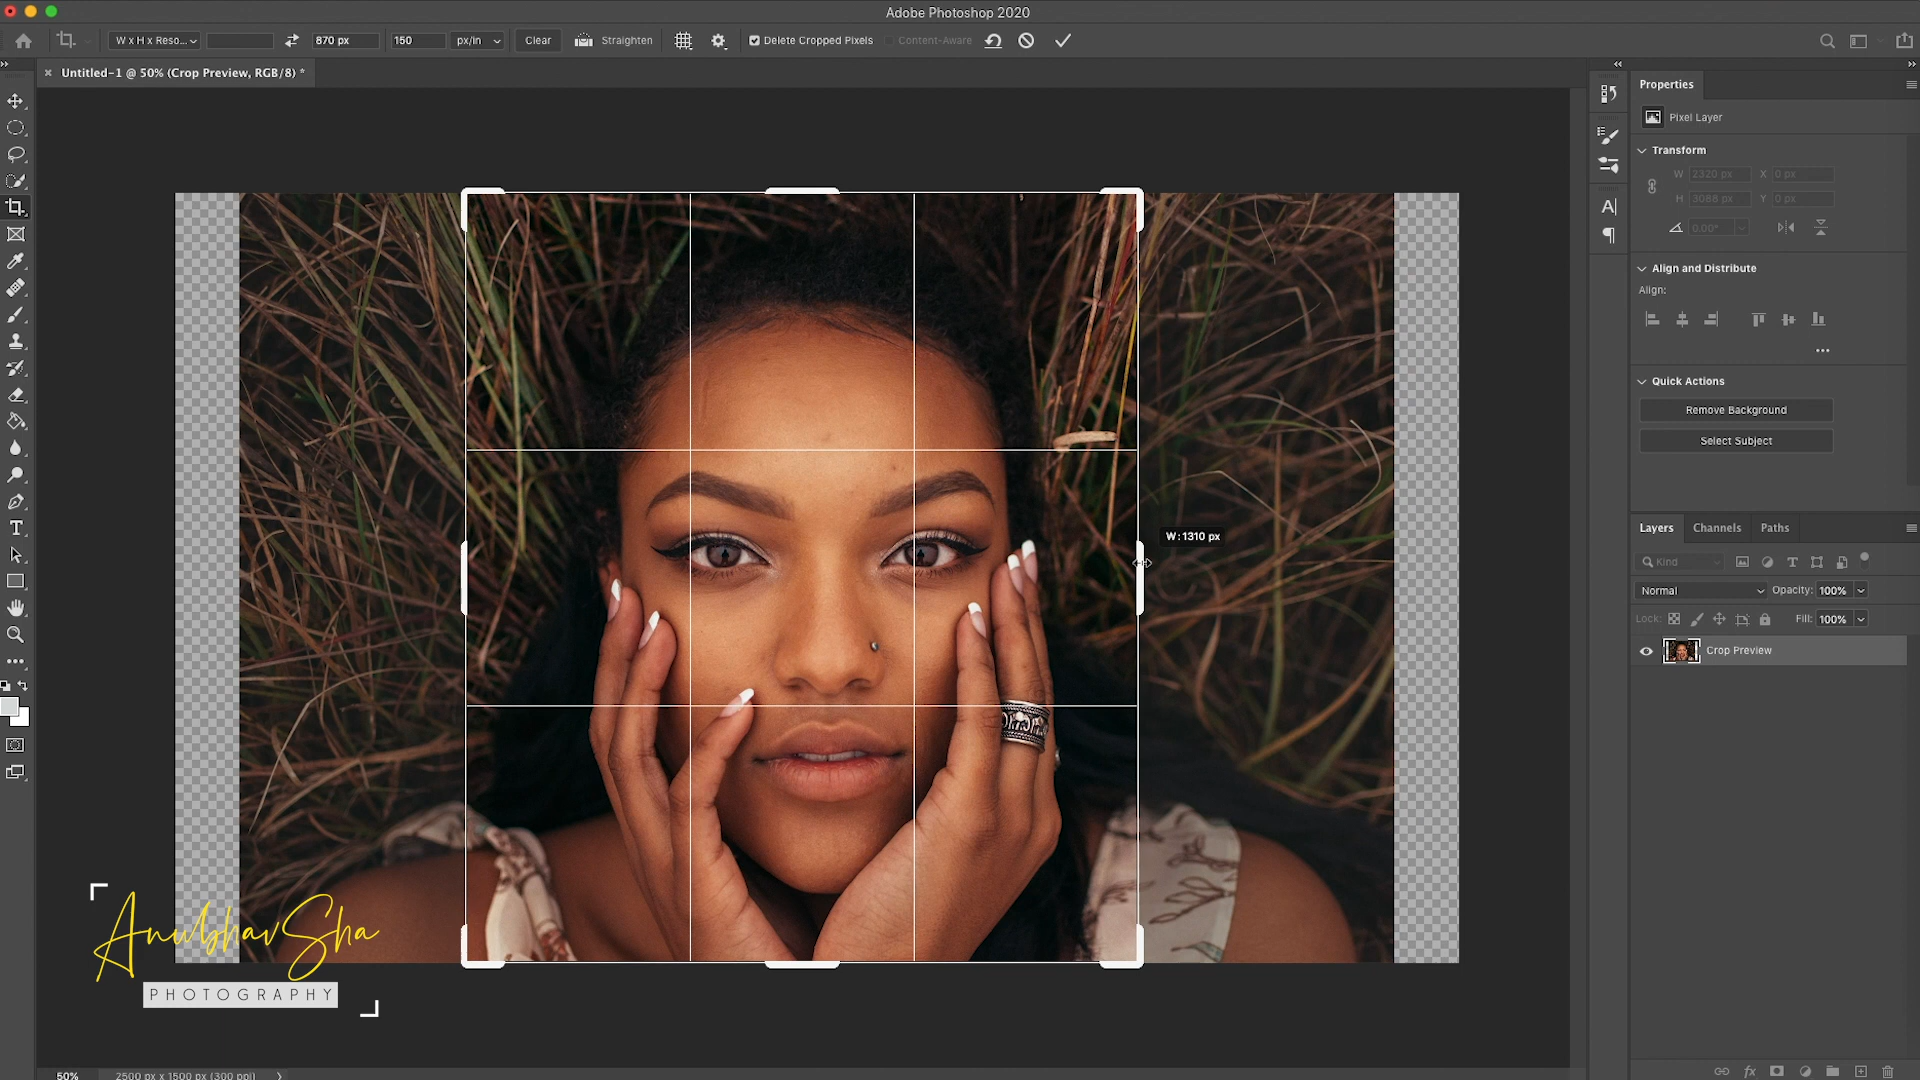 Adobe Photoshop 2020
W x H x Reso...
870 px
150
px/in
Clear
Straighten
Delete Cropped Pixels
Content-Aware
× Untitled-1 @ 50% (Crop Preview, RGB/8) *
Properties
Pixel Layer
Transform
W 2320 px X 0 px
H 3088 px Y 0 px
0.00°
Align and Distribute
Align:
Quick Actions
Remove Background
Select Subject
W : 1310 px
Layers Channels Paths
Kind
Normal Opacity: 100%
Lock: Fill: 100%
Crop Preview
AnubhavSha
PHOTOGRAPHY
50% 2500 px x 1500 px (300 ppi)